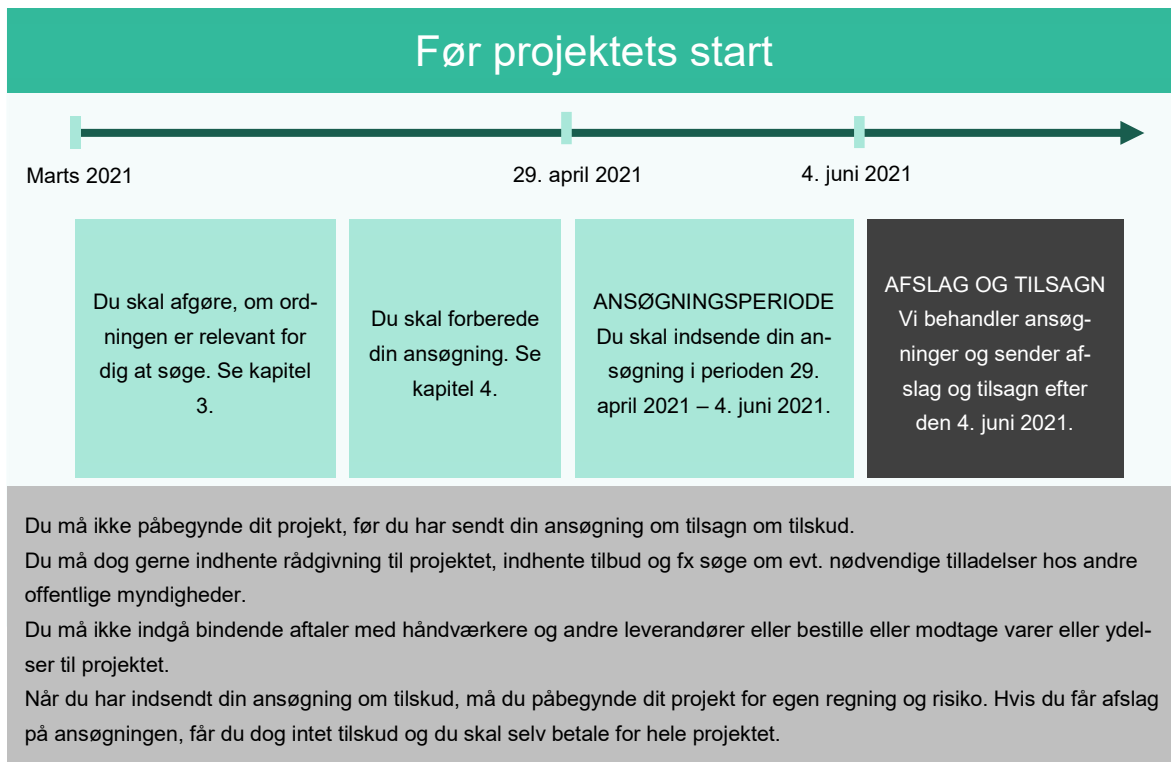 Før projektets start
Marts 2021
29. april 2021
4. juni 2021
Du skal afgøre, om ord-
ningen er relevant for
dig at søge. Se kapitel
3.
Du skal forberede
din ansøgning. Se
kapitel 4.
ANSØGNINGSPERIODE
Du skal indsende din an-
søgning i perioden 29.
april 2021 – 4. juni 2021.
AFSLAG OG TILSAGN
Vi behandler ansøg-
ninger og sender af-
slag og tilsagn efter
den 4. juni 2021.
Du må ikke påbegynde dit projekt, før du har sendt din ansøgning om tilsagn om tilskud.
Du må dog gerne indhente rådgivning til projektet, indhente tilbud og fx søge om evt. nødvendige tilladelser hos andre
offentlige myndigheder.
Du må ikke indgå bindende aftaler med håndværkere og andre leverandører eller bestille eller modtage varer eller ydel-
ser til projektet.
Når du har indsendt din ansøgning om tilskud, må du påbegynde dit projekt for egen regning og risiko. Hvis du får afslag
på ansøgningen, får du dog intet tilskud og du skal selv betale for hele projektet.